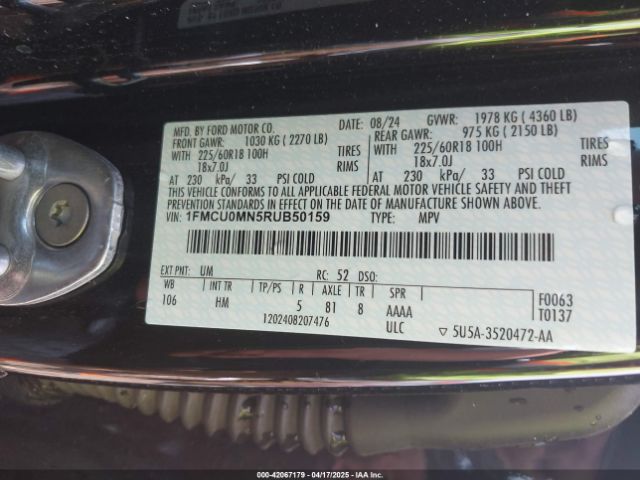 MFD. BY FORD MOTOR CO. DATE: 08/24 GVWR: 1978 KG ( 4360 LB)
FRONT GAWR: 1030 KG ( 2270 LB) REAR GAWR: 975 KG ( 2150 LB)
WITH 225/60R18 100H TIRES WITH 225/60R18 100H TIRES
18x7.0J RIMS 18x7.0J RIMS
AT 230 kPa/ 33 PSI COLD AT 230 kPa/ 33 PSI COLD
THIS VEHICLE CONFORMS TO ALL APPLICABLE FEDERAL MOTOR VEHICLE SAFETY AND THEFT
PREVENTION STANDARDS IN EFFECT ON THE DATE OF MANUFACTURE SHOWN ABOVE.
VIN: 1FMCU0MN5RUB50159 TYPE: MPV
EXT PNT: UM RC: 52 DSO:
WB INT TR TP/PS R AXLE TR SPR F0063
106 HM 5 81 8 AAAA T0137
1202408207476 ULC ▽ 5U5A-3520472-AA
000-42067179 - 04/17/2025 - IAAI.com